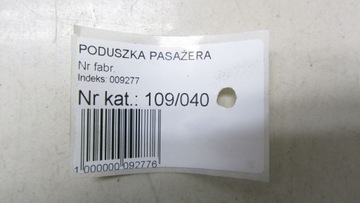 PODUSZKA PASAŻERA
Nr fabr.
Indeks: 009277
Nr kat.: 109/040
1 000000 092776